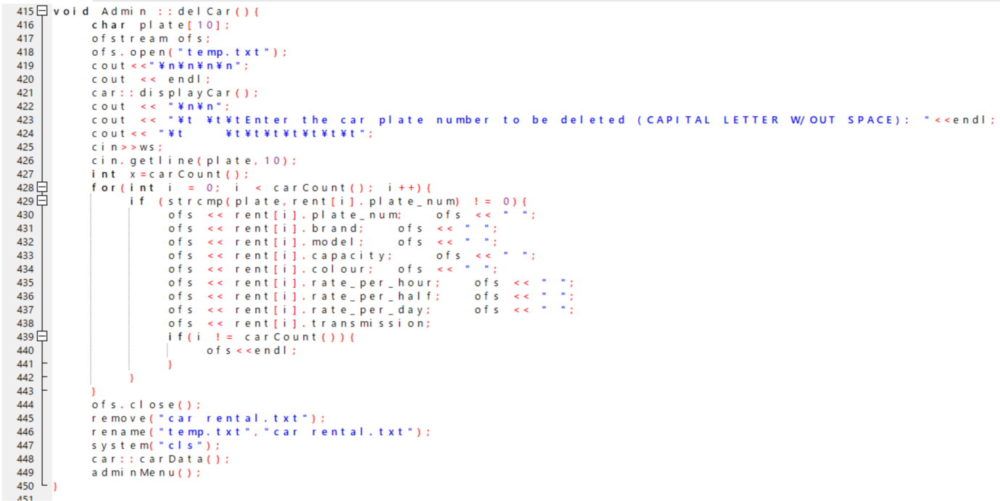 415 void Admin :: delCar(){
416 char plate[10];
417 ofstream ofs;
418 ofs.open("temp.txt");
419 cout<<"¥n¥n¥n¥n";
420 cout << endl;
421 car::displayCar();
422 cout << "¥n¥n";
423 cout << "¥t ¥t¥tEnter the car plate number to be deleted (CAPITAL LETTER W/OUT SPACE): "<<endl;
424 cout<< "¥t    ¥t¥t¥t¥t¥t¥t¥t";
425 cin>>ws;
426 cin.getline(plate,10);
427 int x=carCount();
428 for(int i = 0; i < carCount(); i++){
429 if (strcmp(plate,rent[i].plate_num) != 0){
430 ofs << rent[i].plate_num;   ofs << " ";
431 ofs << rent[i].brand;   ofs << " ";
432 ofs << rent[i].model;   ofs << " ";
433 ofs << rent[i].capacity;    ofs << " ";
434 ofs << rent[i].colour;  ofs << " ";
435 ofs << rent[i].rate_per_hour;   ofs << " ";
436 ofs << rent[i].rate_per_half;   ofs << " ";
437 ofs << rent[i].rate_per_day;    ofs << " ";
438 ofs << rent[i].transmission;
439 if(i != carCount()){
440 ofs<<endl;
441 }
442 }
443 }
444 ofs.close();
445 remove("car rental.txt");
446 rename("temp.txt","car rental.txt");
447 system("cls");
448 car::carData();
449 adminMenu();
450 }
451